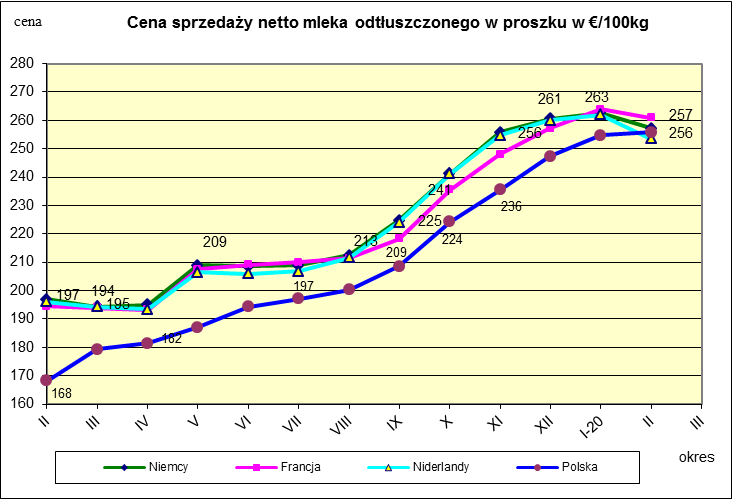 cena
Cena sprzedaży netto mleka odtłuszczonego w proszku w €/100kg
280
270
260
250
240
230
220
210
200
190
180
170
160
197
194
195
209
213
225
241
256
261
263
257
256
168
182
197
209
224
236
II
III
IV
V
VI
VII
VIII
IX
X
XI
XII
I-20
II
III
okres
Niemcy Francja Niderlandy Polska